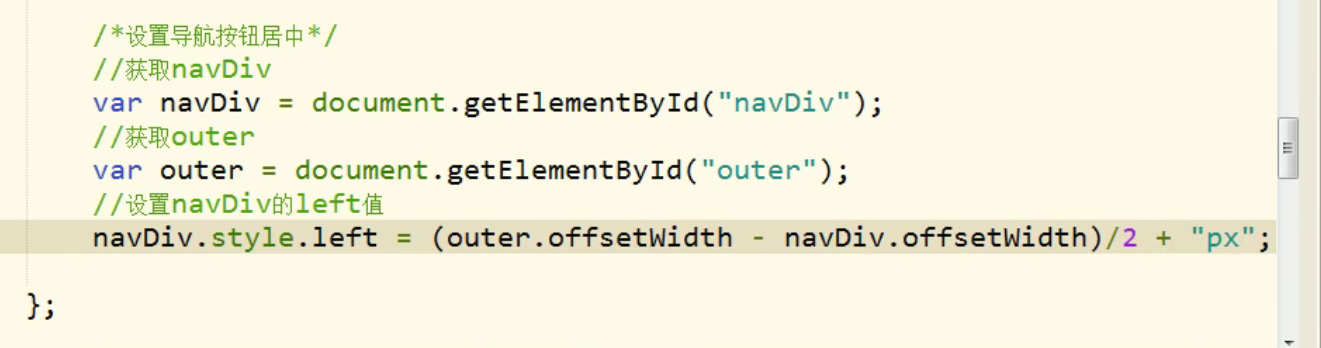 /*设置导航按钮居中*/
//获取navDiv
var navDiv = document.getElementById("navDiv");
//获取outer
var outer = document.getElementById("outer");
//设置navDiv的left值
navDiv.style.left = (outer.offsetWidth - navDiv.offsetWidth)/2 + "px";
};